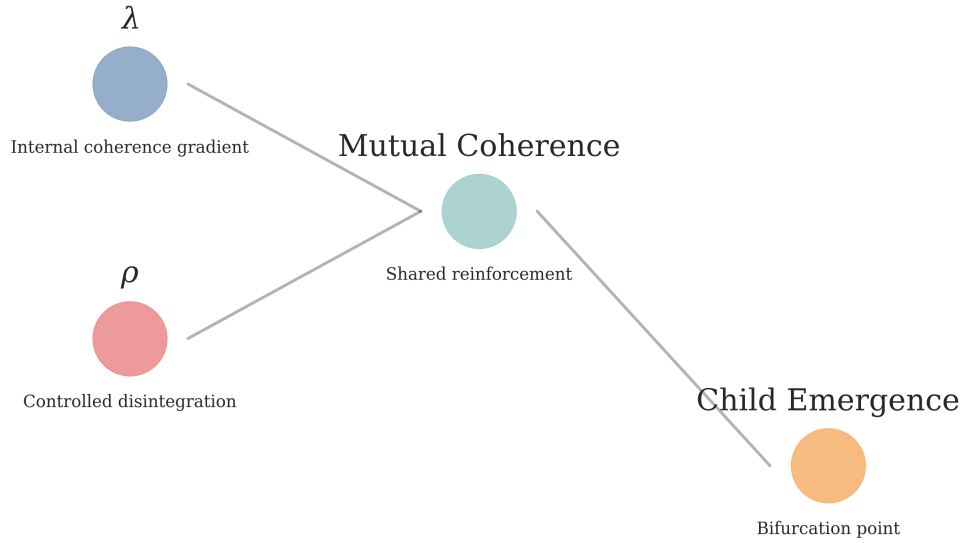 λ
Internal coherence gradient
Mutual Coherence
Shared reinforcement
ρ
Controlled disintegration
Child Emergence
Bifurcation point